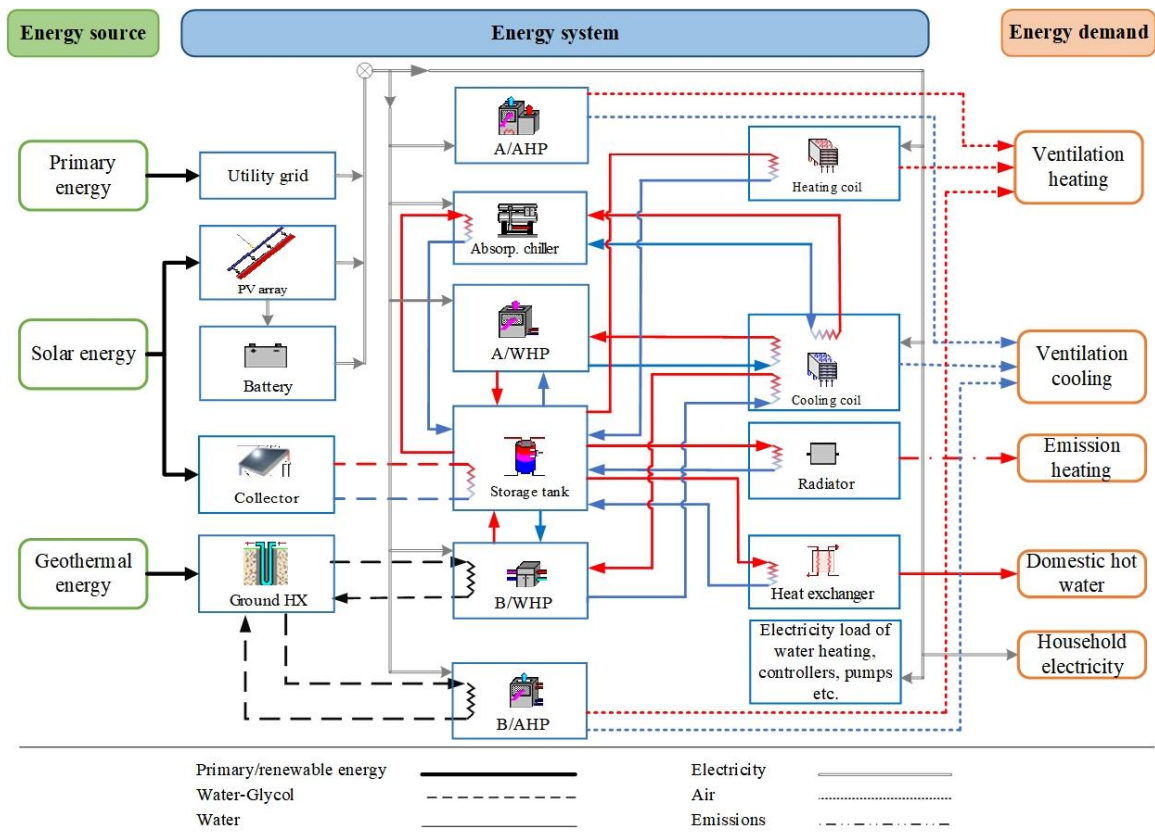 Energy source
Energy system
Energy demand
Primary
energy
Utility grid
A/AHP
Heating coil
Ventilation
heating
Absorp. chiller
PV array
Solar energy
Battery
A/WHP
Cooling coil
Ventilation
cooling
Collector
Storage tank
Radiator
Emission
heating
Geothermal
energy
Ground HX
B/WHP
Heat exchanger
Domestic hot
water
Electricity load of
water heating,
controllers, pumps
etc.
Household
electricity
B/AHP
Primary/renewable energy
Water-Glycol
Water
Electricity
Air
Emissions